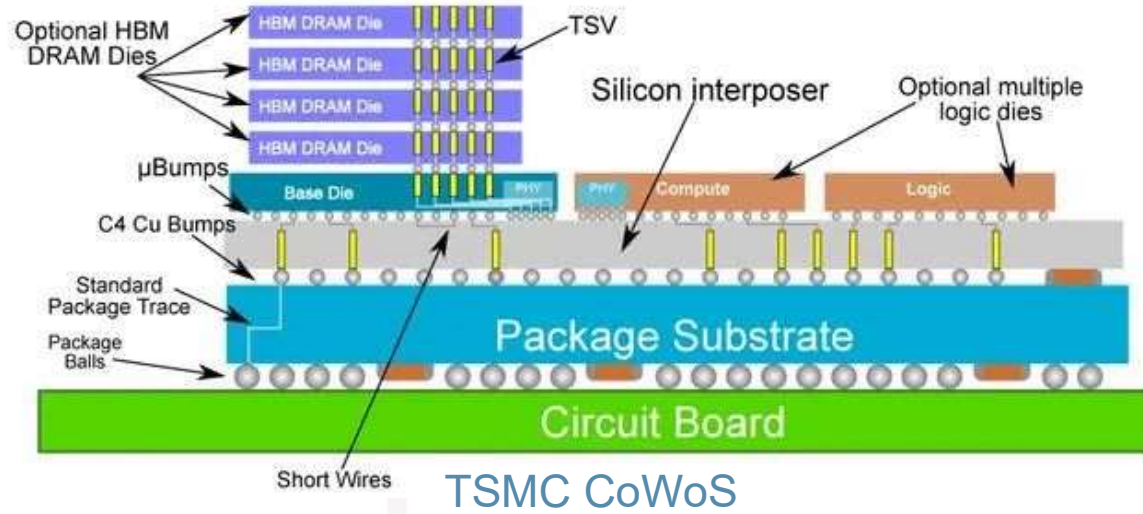 Optional HBM
DRAM Dies
HBM DRAM Die
HBM DRAM Die
HBM DRAM Die
HBM DRAM Die
TSV
Silicon interposer
Optional multiple
logic dies
µBumps
Base Die
PHY
PHY
Compute
Logic
C4 Cu Bumps
Standard
Package Trace
Package Substrate
Package
Balls
Circuit Board
Short Wires
TSMC CoWoS